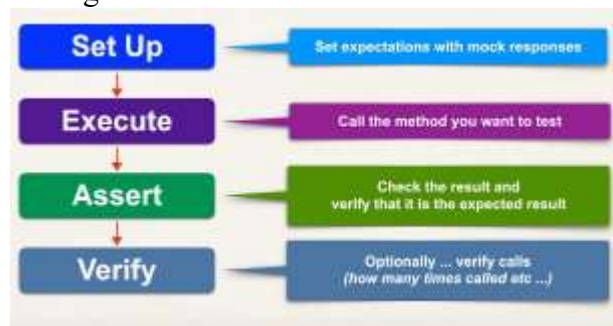 Set Up
Set expectations with mock responses
Execute
Call the method you want to test
Assert
Check the result and
verify that it is the expected result
Verify
Optionally ... verify calls
(how many times called etc ...)